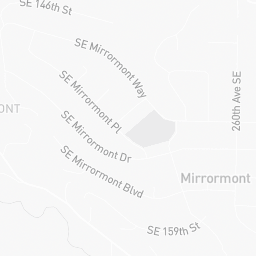 SE 146th St
SE Mirrormont Way
SE Mirrormont Pl
260th Ave SE
ONT
SE Mirrormont Dr
SE Mirrormont Blvd
Mirrormont
SE 159th St